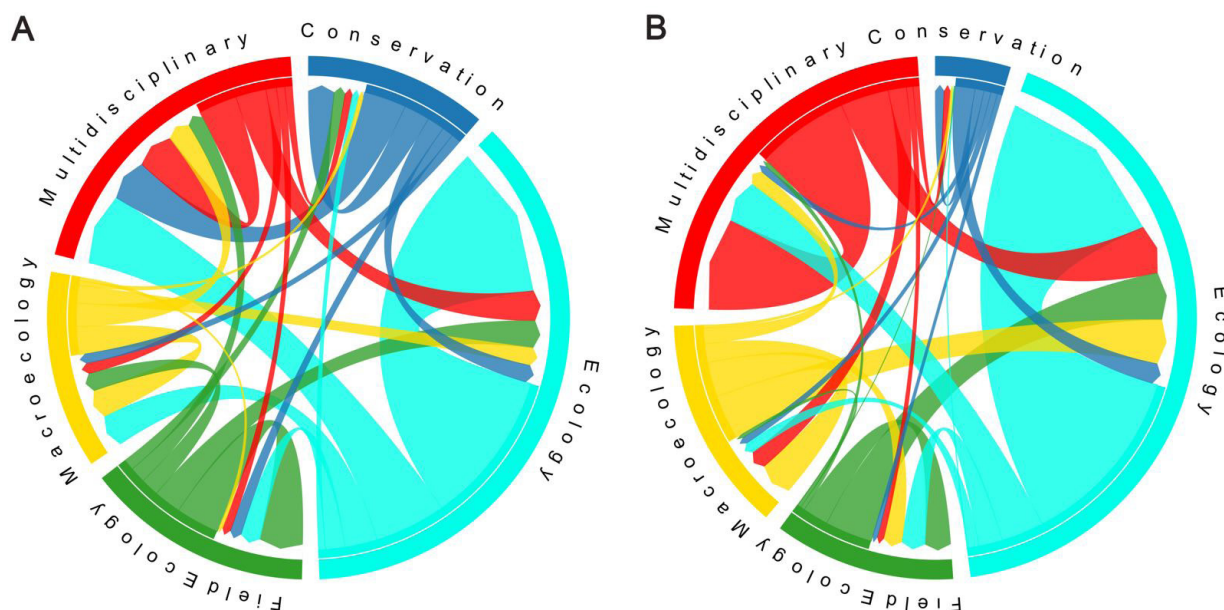 A
Multidisciplinary
Conservation
Ecology
Field Ecology
Macroecology
B
Multidisciplinary
Conservation
Ecology
Field Ecology
Macroecology